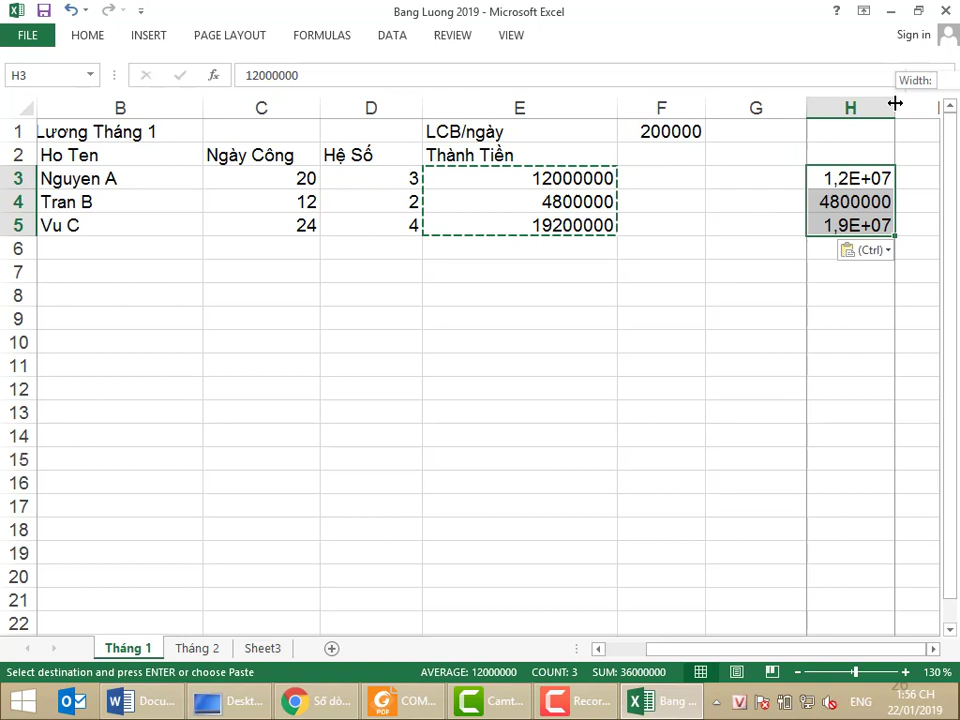 Bang Luong 2019 - Microsoft Excel
?
FILE HOME INSERT PAGE LAYOUT FORMULAS DATA REVIEW VIEW Sign in
H3 fx 12000000
Width:
B C D E F G H
1 Lương Tháng 1 LCB/ngày 200000
2 Ho Ten Ngày Công Hệ Số Thành Tiền
3 Nguyen A 20 3 12000000 1,2E+07
4 Tran B 12 2 4800000 4800000
5 Vu C 24 4 19200000 1,9E+07
6 (Ctrl)
7
8
9
10
11
12
13
14
15
16
17
18
19
20
21
22
Tháng 1 Tháng 2 Sheet3
Select destination and press ENTER or choose Paste AVERAGE: 12000000 COUNT: 3 SUM: 36000000 130 %
Docu... Deskt... Sổ dò... COM... Camt... Recor... Bang ... ENG 1:56 CH
22/01/2019